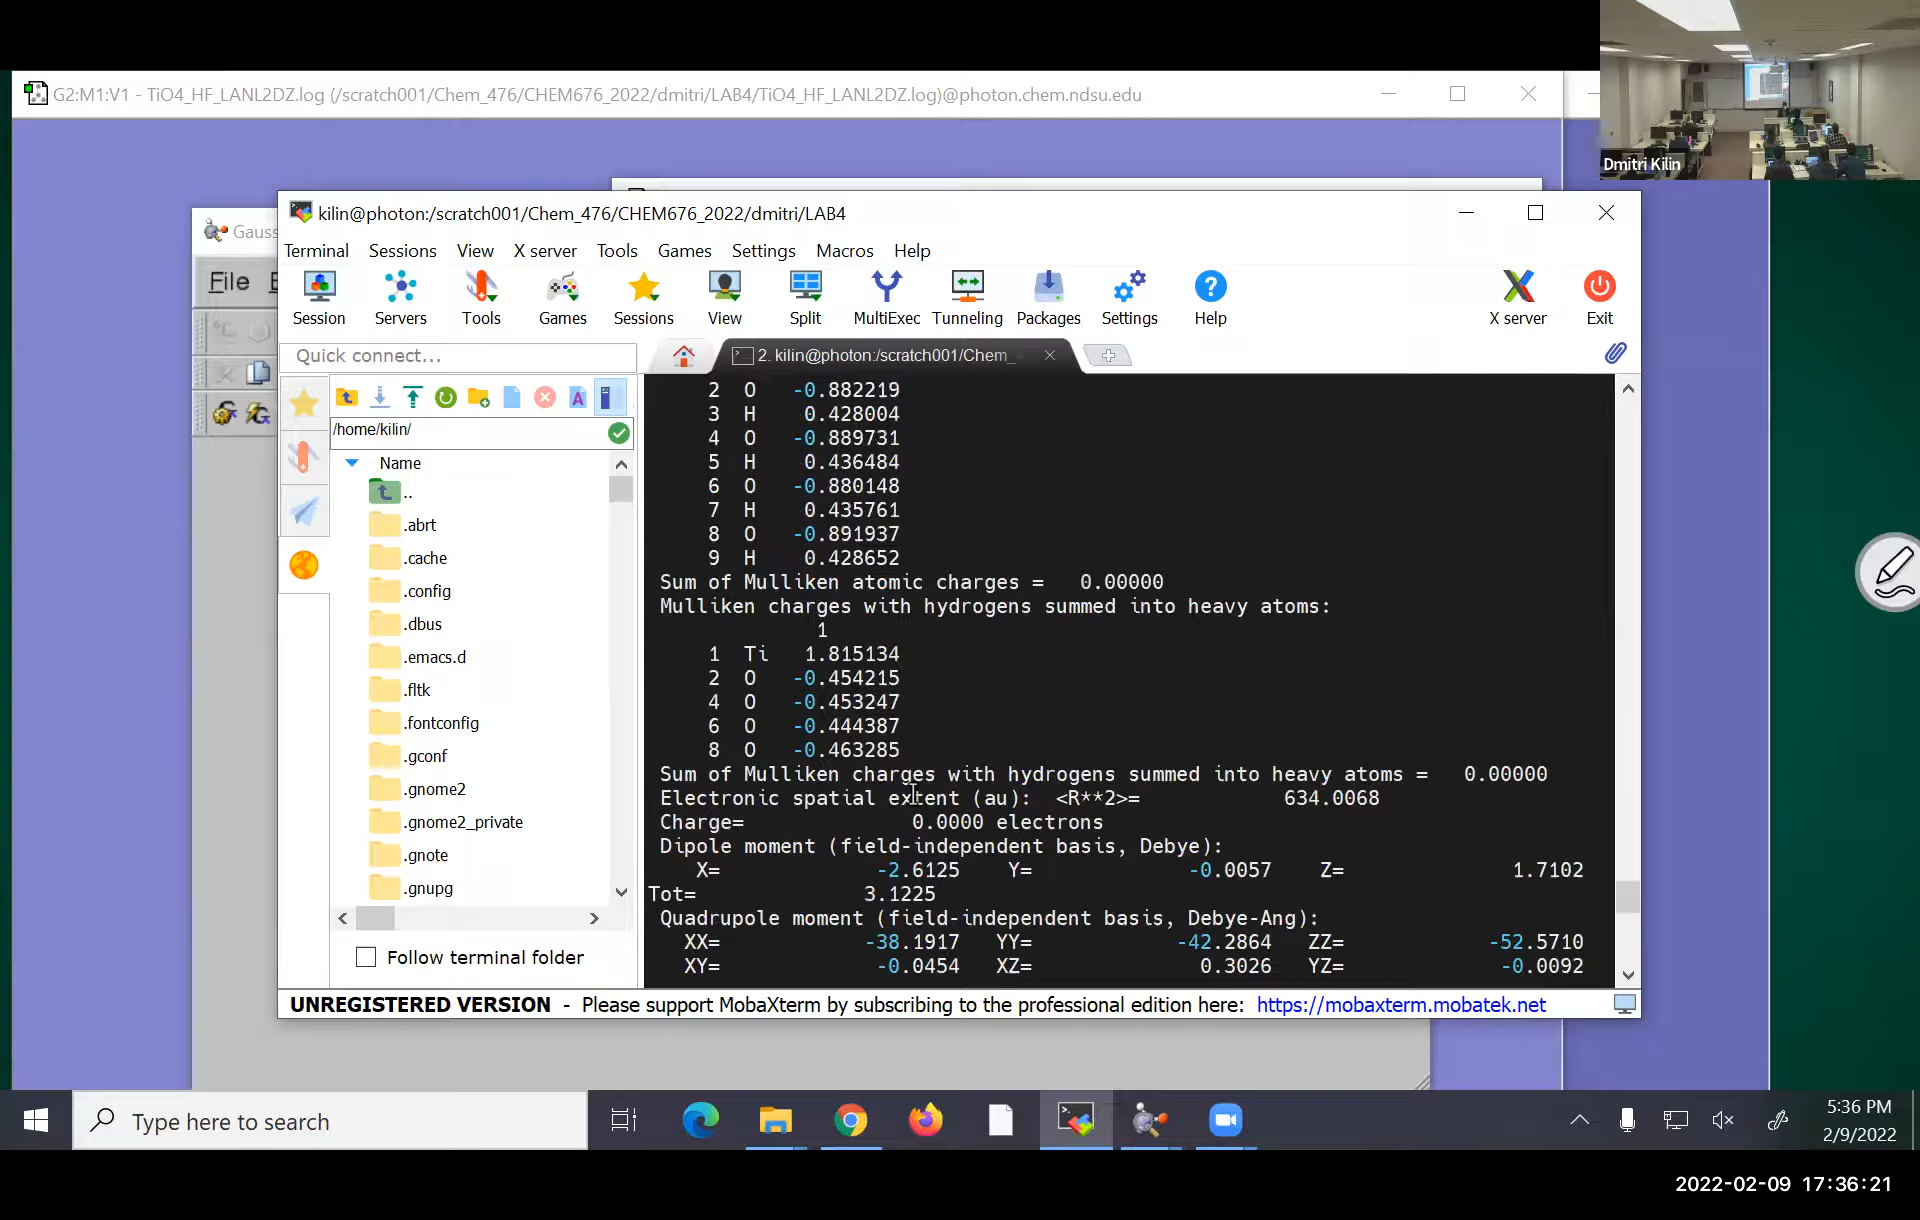 Dmitri Kilin
G2:M1:V1 - TiO4_HF_LANL2DZ.log (/scratch001/Chem_476/CHEM676_2022/dmitri/LAB4/TiO4_HF_LANL2DZ.log)@photon.chem.ndsu.edu
Gauss
File E
kilin@photon:/scratch001/Chem_476/CHEM676_2022/dmitri/LAB4
Terminal Sessions View X server Tools Games Settings Macros Help
Session Servers Tools Games Sessions View Split MultiExec Tunneling Packages Settings Help X server Exit
Quick connect...
2. kilin@photon:/scratch001/Chem_
/home/kilin/
Name
..
.abrt
.cache
.config
.dbus
.emacs.d
.fltk
.fontconfig
.gconf
.gnome2
.gnome2_private
.gnote
.gnupg
Follow terminal folder
2 O -0.882219
3 H 0.428004
4 O -0.889731
5 H 0.436484
6 O -0.880148
7 H 0.435761
8 O -0.891937
9 H 0.428652
Sum of Mulliken atomic charges = 0.00000
Mulliken charges with hydrogens summed into heavy atoms:
1
1 Ti 1.815134
2 O -0.454215
4 O -0.453247
6 O -0.444387
8 O -0.463285
Sum of Mulliken charges with hydrogens summed into heavy atoms = 0.00000
Electronic spatial extent (au): <R**2>= 634.0068
Charge= 0.0000 electrons
Dipole moment (field-independent basis, Debye):
X= -2.6125 Y= -0.0057 Z= 1.7102
Tot= 3.1225
Quadrupole moment (field-independent basis, Debye-Ang):
XX= -38.1917 YY= -42.2864 ZZ= -52.5710
XY= -0.0454 XZ= 0.3026 YZ= -0.0092
UNREGISTERED VERSION - Please support MobaXterm by subscribing to the professional edition here: https://mobaxterm.mobatek.net
Type here to search
5:36 PM
2/9/2022
2022-02-09 17:36:21